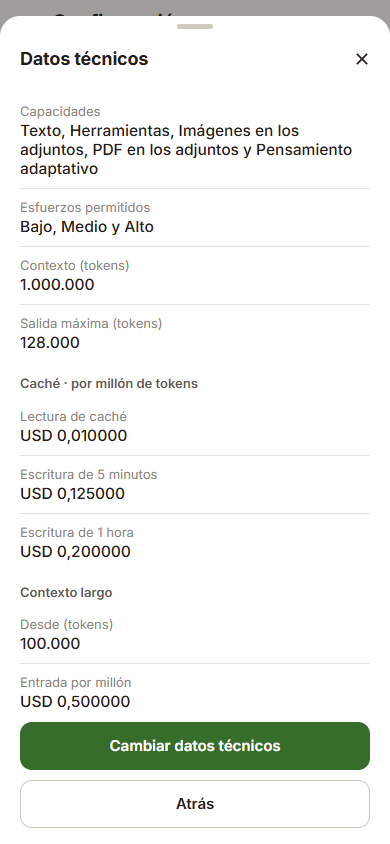 Datos técnicos
Capacidades
Texto, Herramientas, Imágenes en los
adjuntos, PDF en los adjuntos y Pensamiento
adaptativo
Esfuerzos permitidos
Bajo, Medio y Alto
Contexto (tokens)
1.000.000
Salida máxima (tokens)
128.000
Caché · por millón de tokens
Lectura de caché
USD 0,010000
Escritura de 5 minutos
USD 0,125000
Escritura de 1 hora
USD 0,200000
Contexto largo
Desde (tokens)
100.000
Entrada por millón
USD 0,500000
Cambiar datos técnicos
Atrás